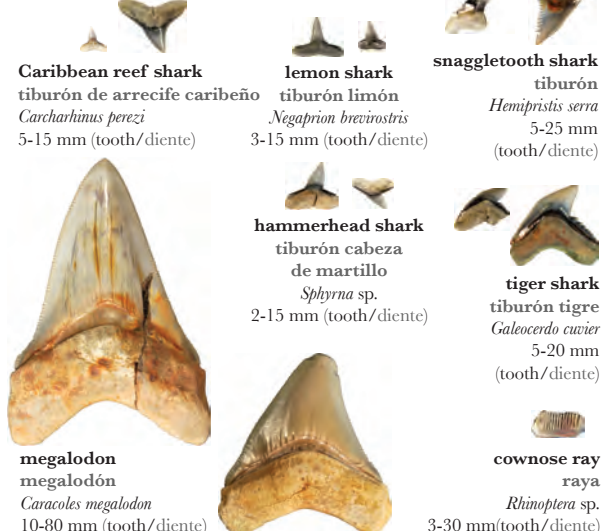 Caribbean reef shark
tiburón de arrecife caribeño
Carcharhinus perezi
5-15 mm (tooth/diente)
lemon shark
tiburón limón
Negaprion brevirostris
3-15 mm (tooth/diente)
snaggletooth shark
tiburón
Hemipristis serra
5-25 mm
(tooth/diente)
hammerhead shark
tiburón cabeza
de martillo
Sphyrna sp.
2-15 mm (tooth/diente)
tiger shark
tiburón tigre
Galeocerdo cuvier
5-20 mm
(tooth/diente)
megalodon
megalodón
Caracoles megalodon
10-80 mm (tooth/diente)
cownose ray
raya
Rhinoptera sp.
3-30 mm(tooth/diente)